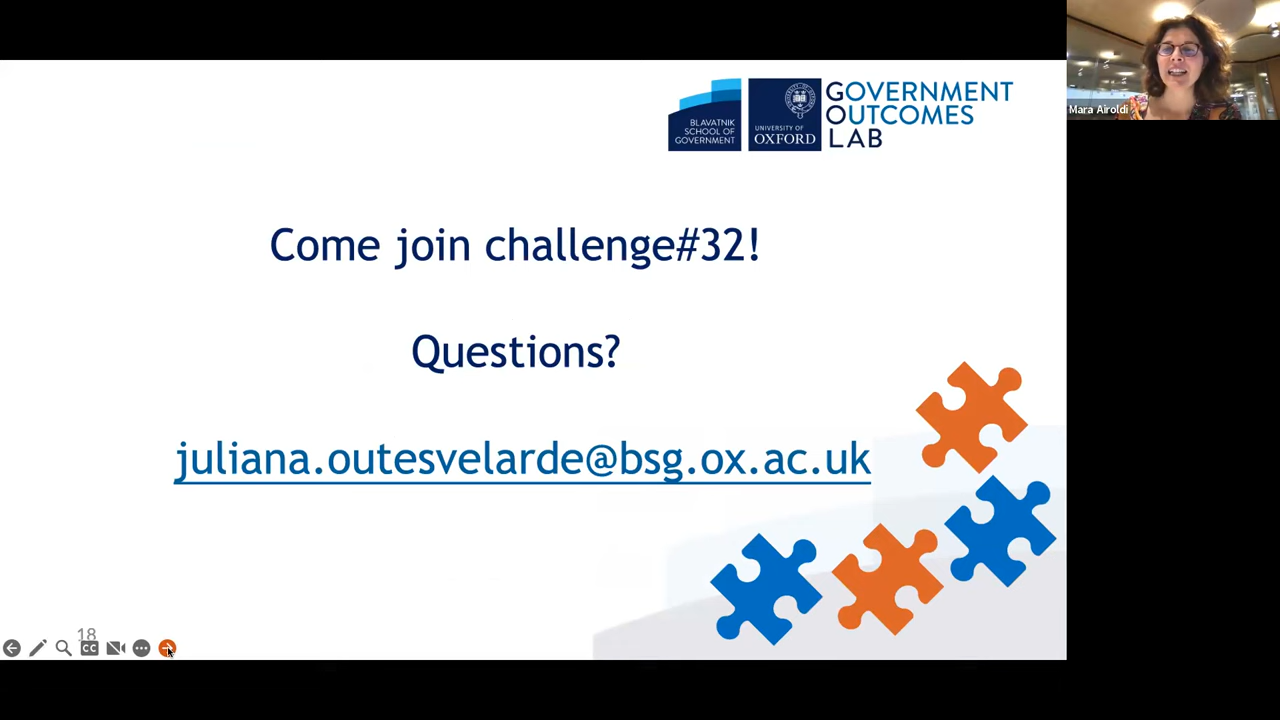 Mara Airoldi
BLAVATNIK
SCHOOL OF
GOVERNMENT
UNIVERSITY OF
OXFORD
GOVERNMENT
OUTCOMES
LAB
Come join challenge#32!
Questions?
juliana.outesvelarde@bsg.ox.ac.uk
18
CC